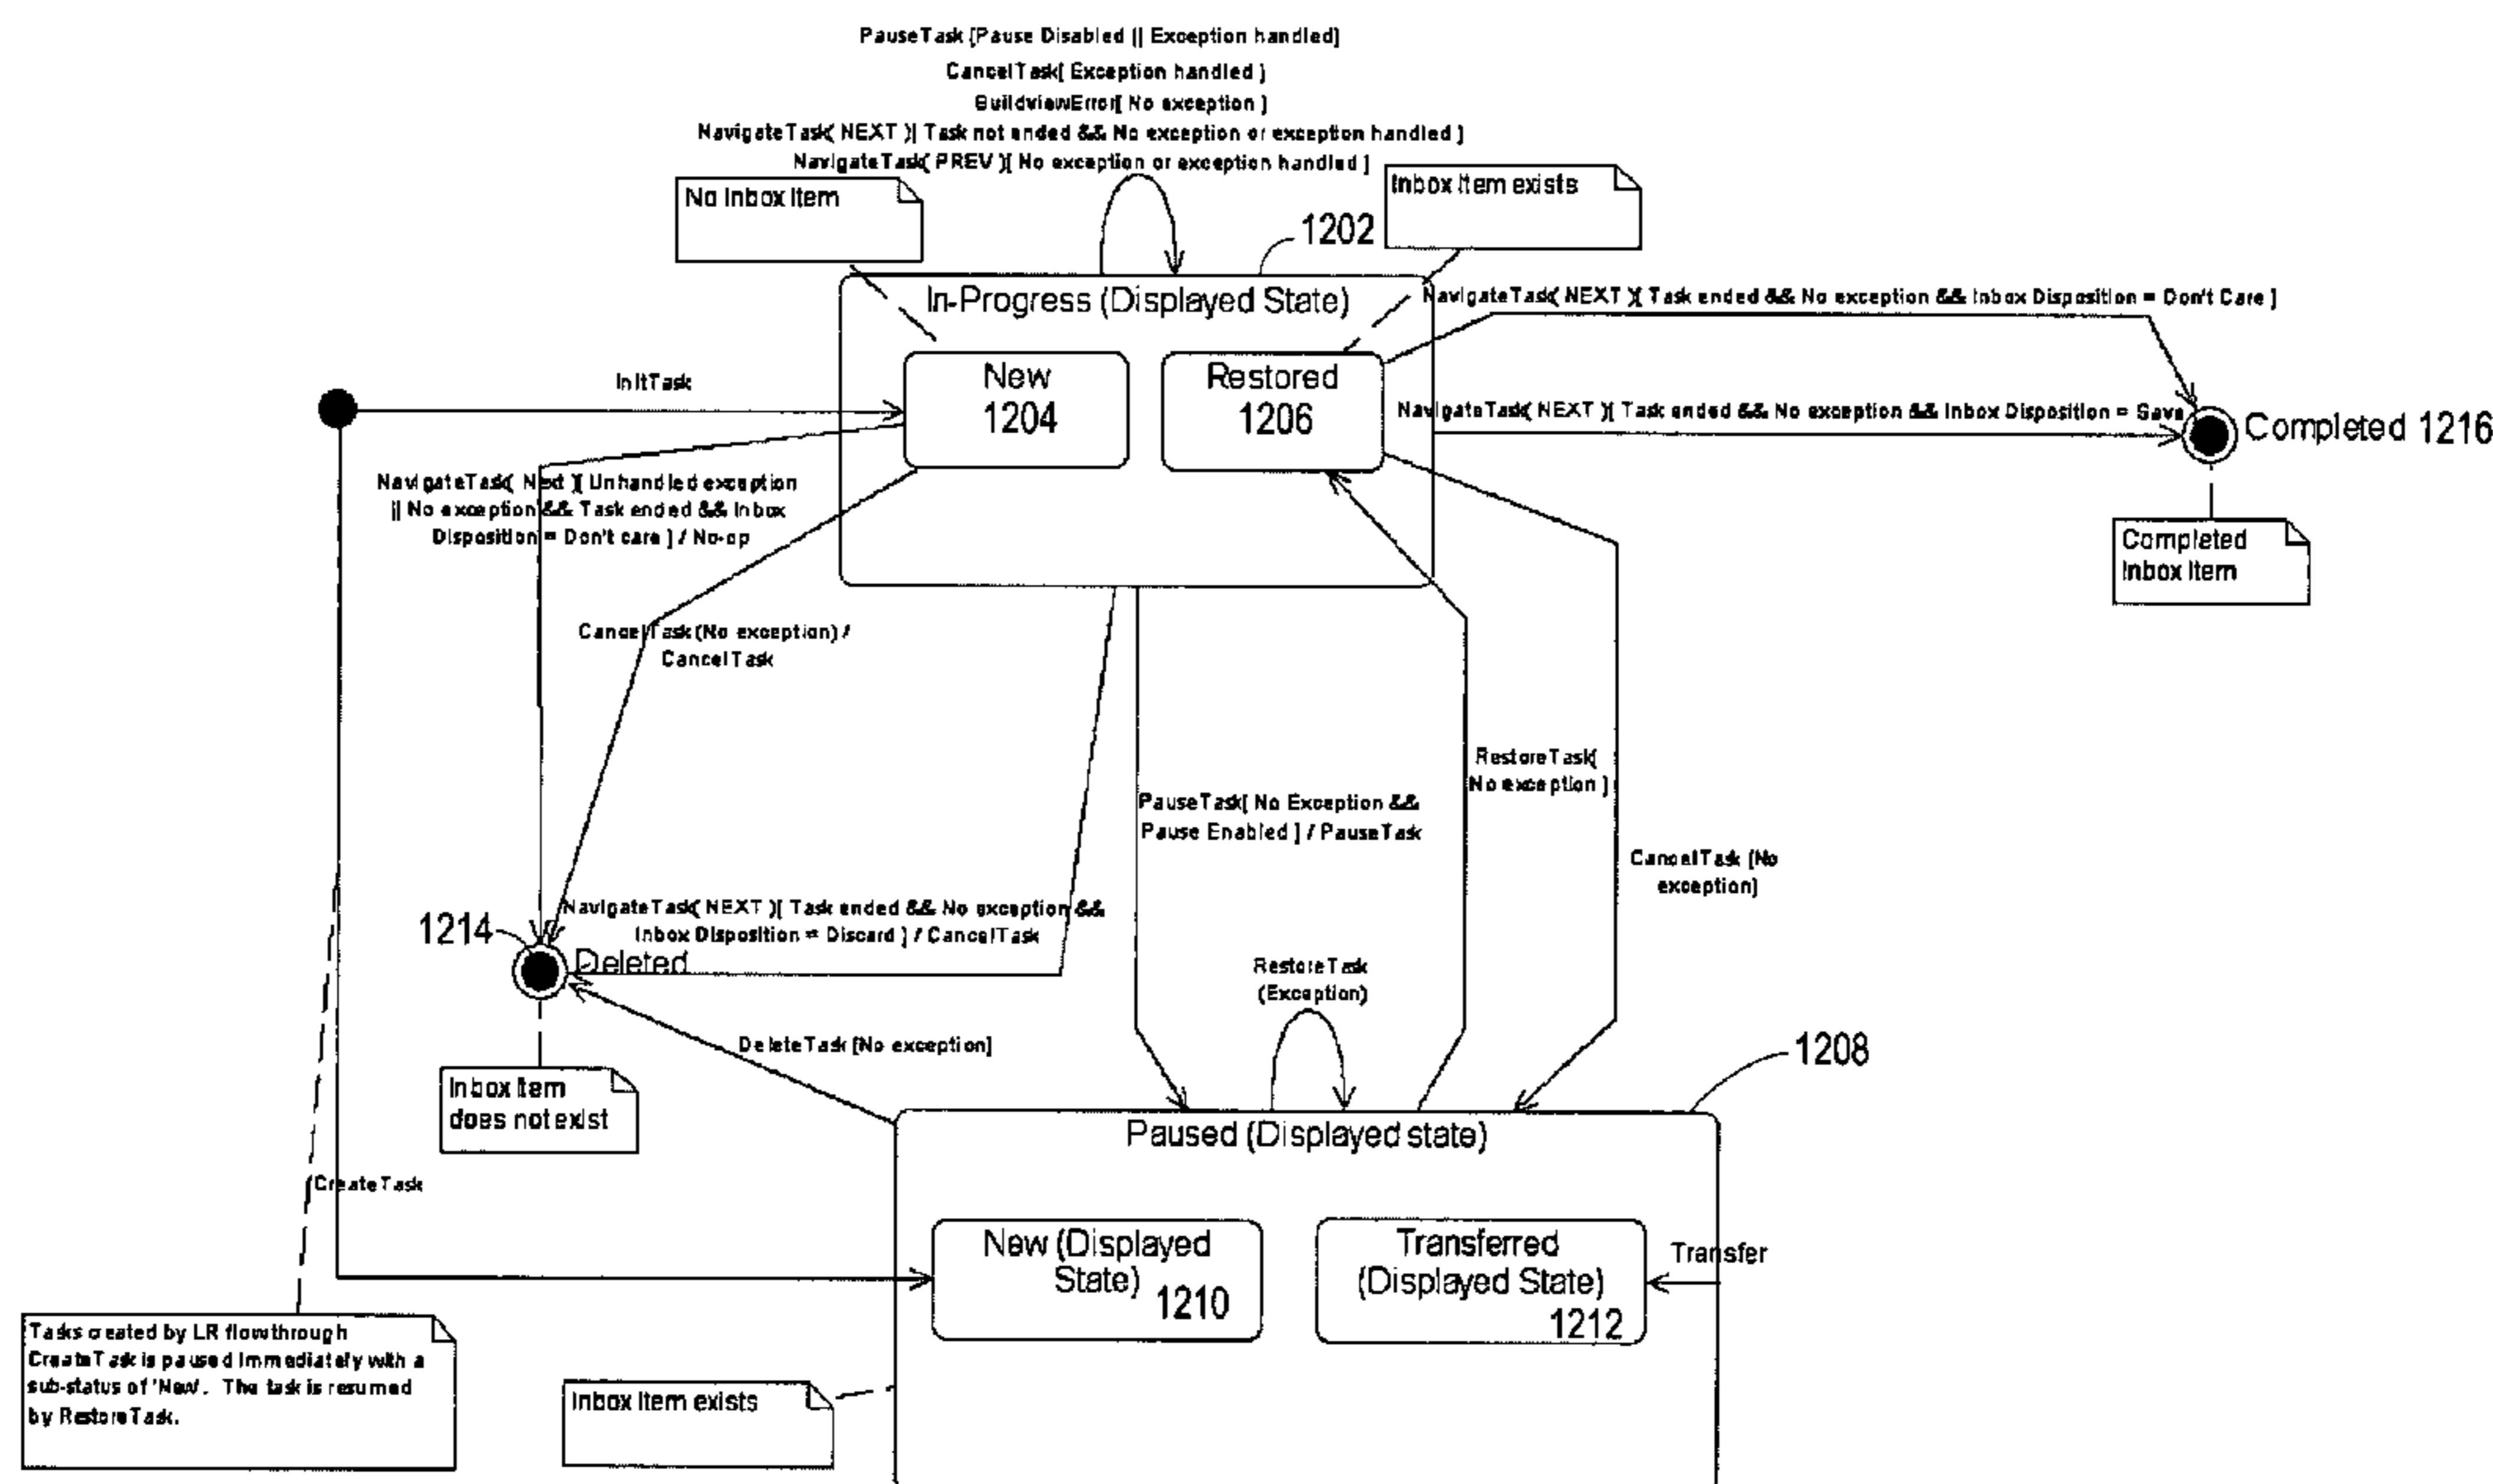 PauseTask [Pause Disabled || Exception handled]
CancelTask[ Exception handled ]
BuildviewError[ No exception ]
NavigateTask( NEXT )[ Task not ended && No exception or exception handled ]
NavigateTask( PREV )[ No exception or exception handled ]
No Inbox Item
Inbox Item exists
1202
In-Progress (Displayed State)
NavigateTask( NEXT )[ Task ended && No exception && Inbox Disposition = Don't Care ]
New
1204
Restored
1206
InitTask
NavigateTask( NEXT )[ Task ended && No exception && Inbox Disposition = Save
Completed 1216
NavigateTask( Next )[ Unhandled exception
|| No exception && Task ended && Inbox
Disposition = Don't care ] / No-op
Completed
Inbox Item
CancelTask (No exception) /
CancelTask
RestoreTask[
No exception ]
PauseTask[ No Exception &&
Pause Enabled ] / PauseTask
CancelTask [No
exception]
1214
NavigateTask( NEXT )[ Task ended && No exception &&
Inbox Disposition = Discard ] / CancelTask
Deleted
RestoreTask
(Exception)
DeleteTask [No exception]
1208
Inbox Item
does not exist
Paused (Displayed state)
CreateTask
New (Displayed
State)
1210
Transferred
(Displayed State)
1212
Transfer
Tasks created by LR flowthrough
CreateTask is paused immediately with a
sub-status of 'New'. The task is resumed
by RestoreTask.
Inbox Item exists